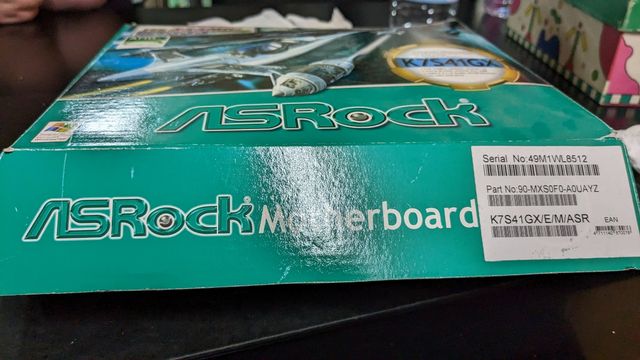 K7S41GX
ASRock
ASRock Motherboard
Serial No:49M1WL8512
Part No:90-MXS0F0-A0UAYZ
K7S41GX/E/M/ASR
EAN